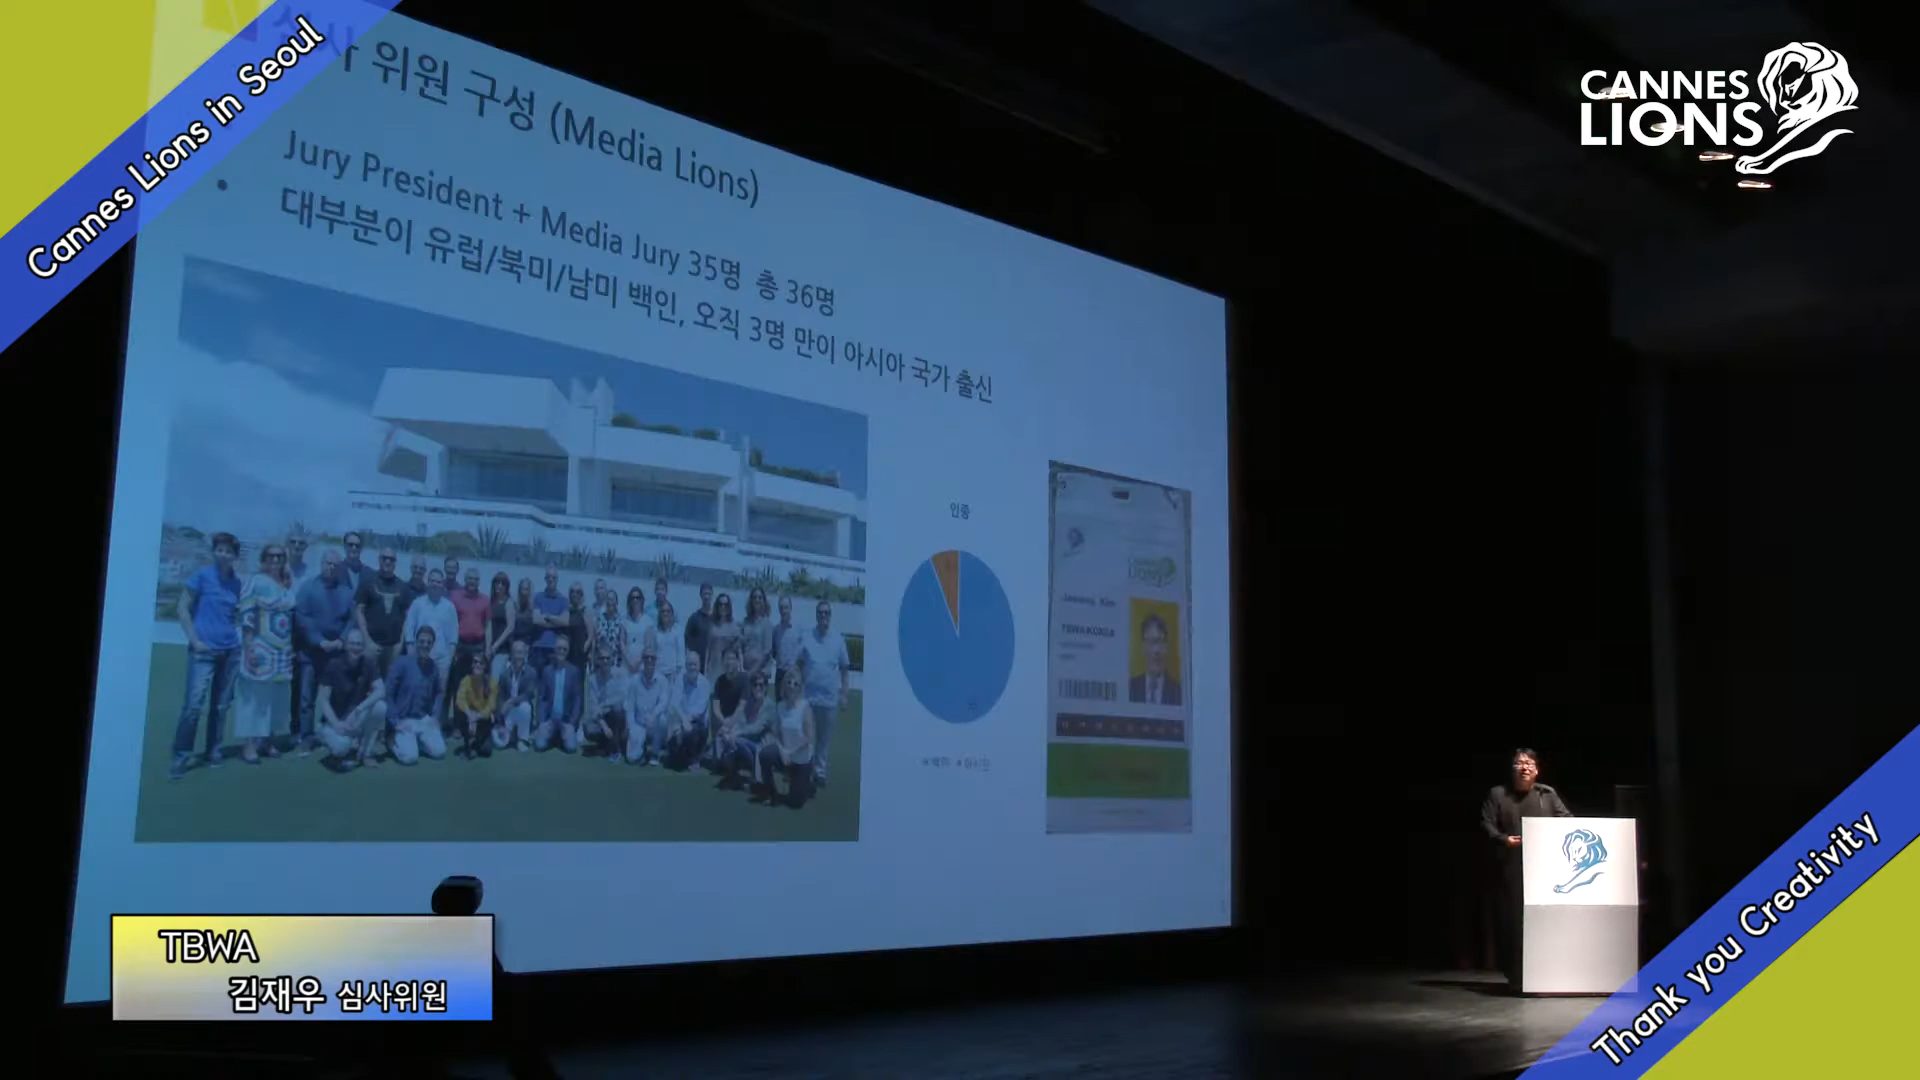 Cannes Lions in Seoul
CANNES
LIONS
위원 구성 (Media Lions)
Jury President + Media Jury 35명 총 36명
• 대부분이 유럽/북미/남미 백인, 오직 3명 만이 아시아 국가 출신
인종
LIONS
TBWA
김재우 심사위원
Thank you Creativity